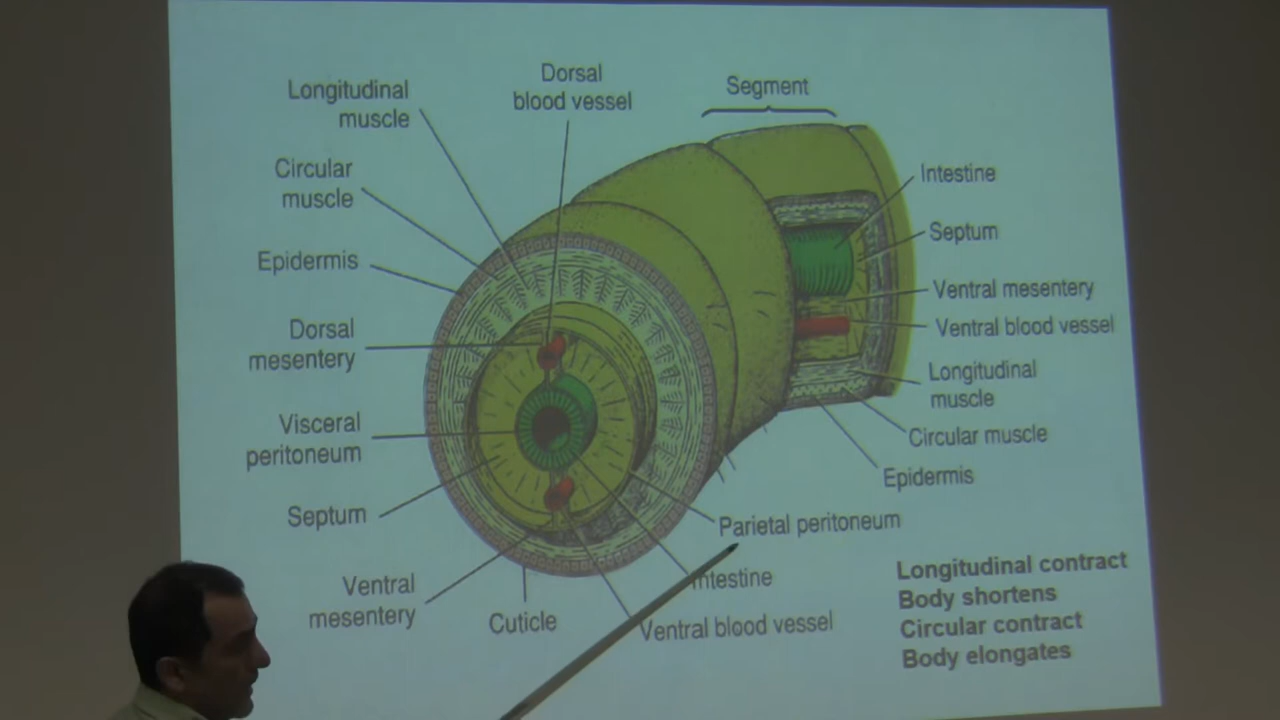 Longitudinal
muscle
Dorsal
blood vessel
Segment
Circular
muscle
Epidermis
Dorsal
mesentery
Visceral
peritoneum
Septum
Ventral
mesentery
Cuticle
Intestine
Septum
Ventral mesentery
Ventral blood vessel
Longitudinal
muscle
Circular muscle
Epidermis
Parietal peritoneum
Intestine
Ventral blood vessel
Longitudinal contract
Body shortens
Circular contract
Body elongates